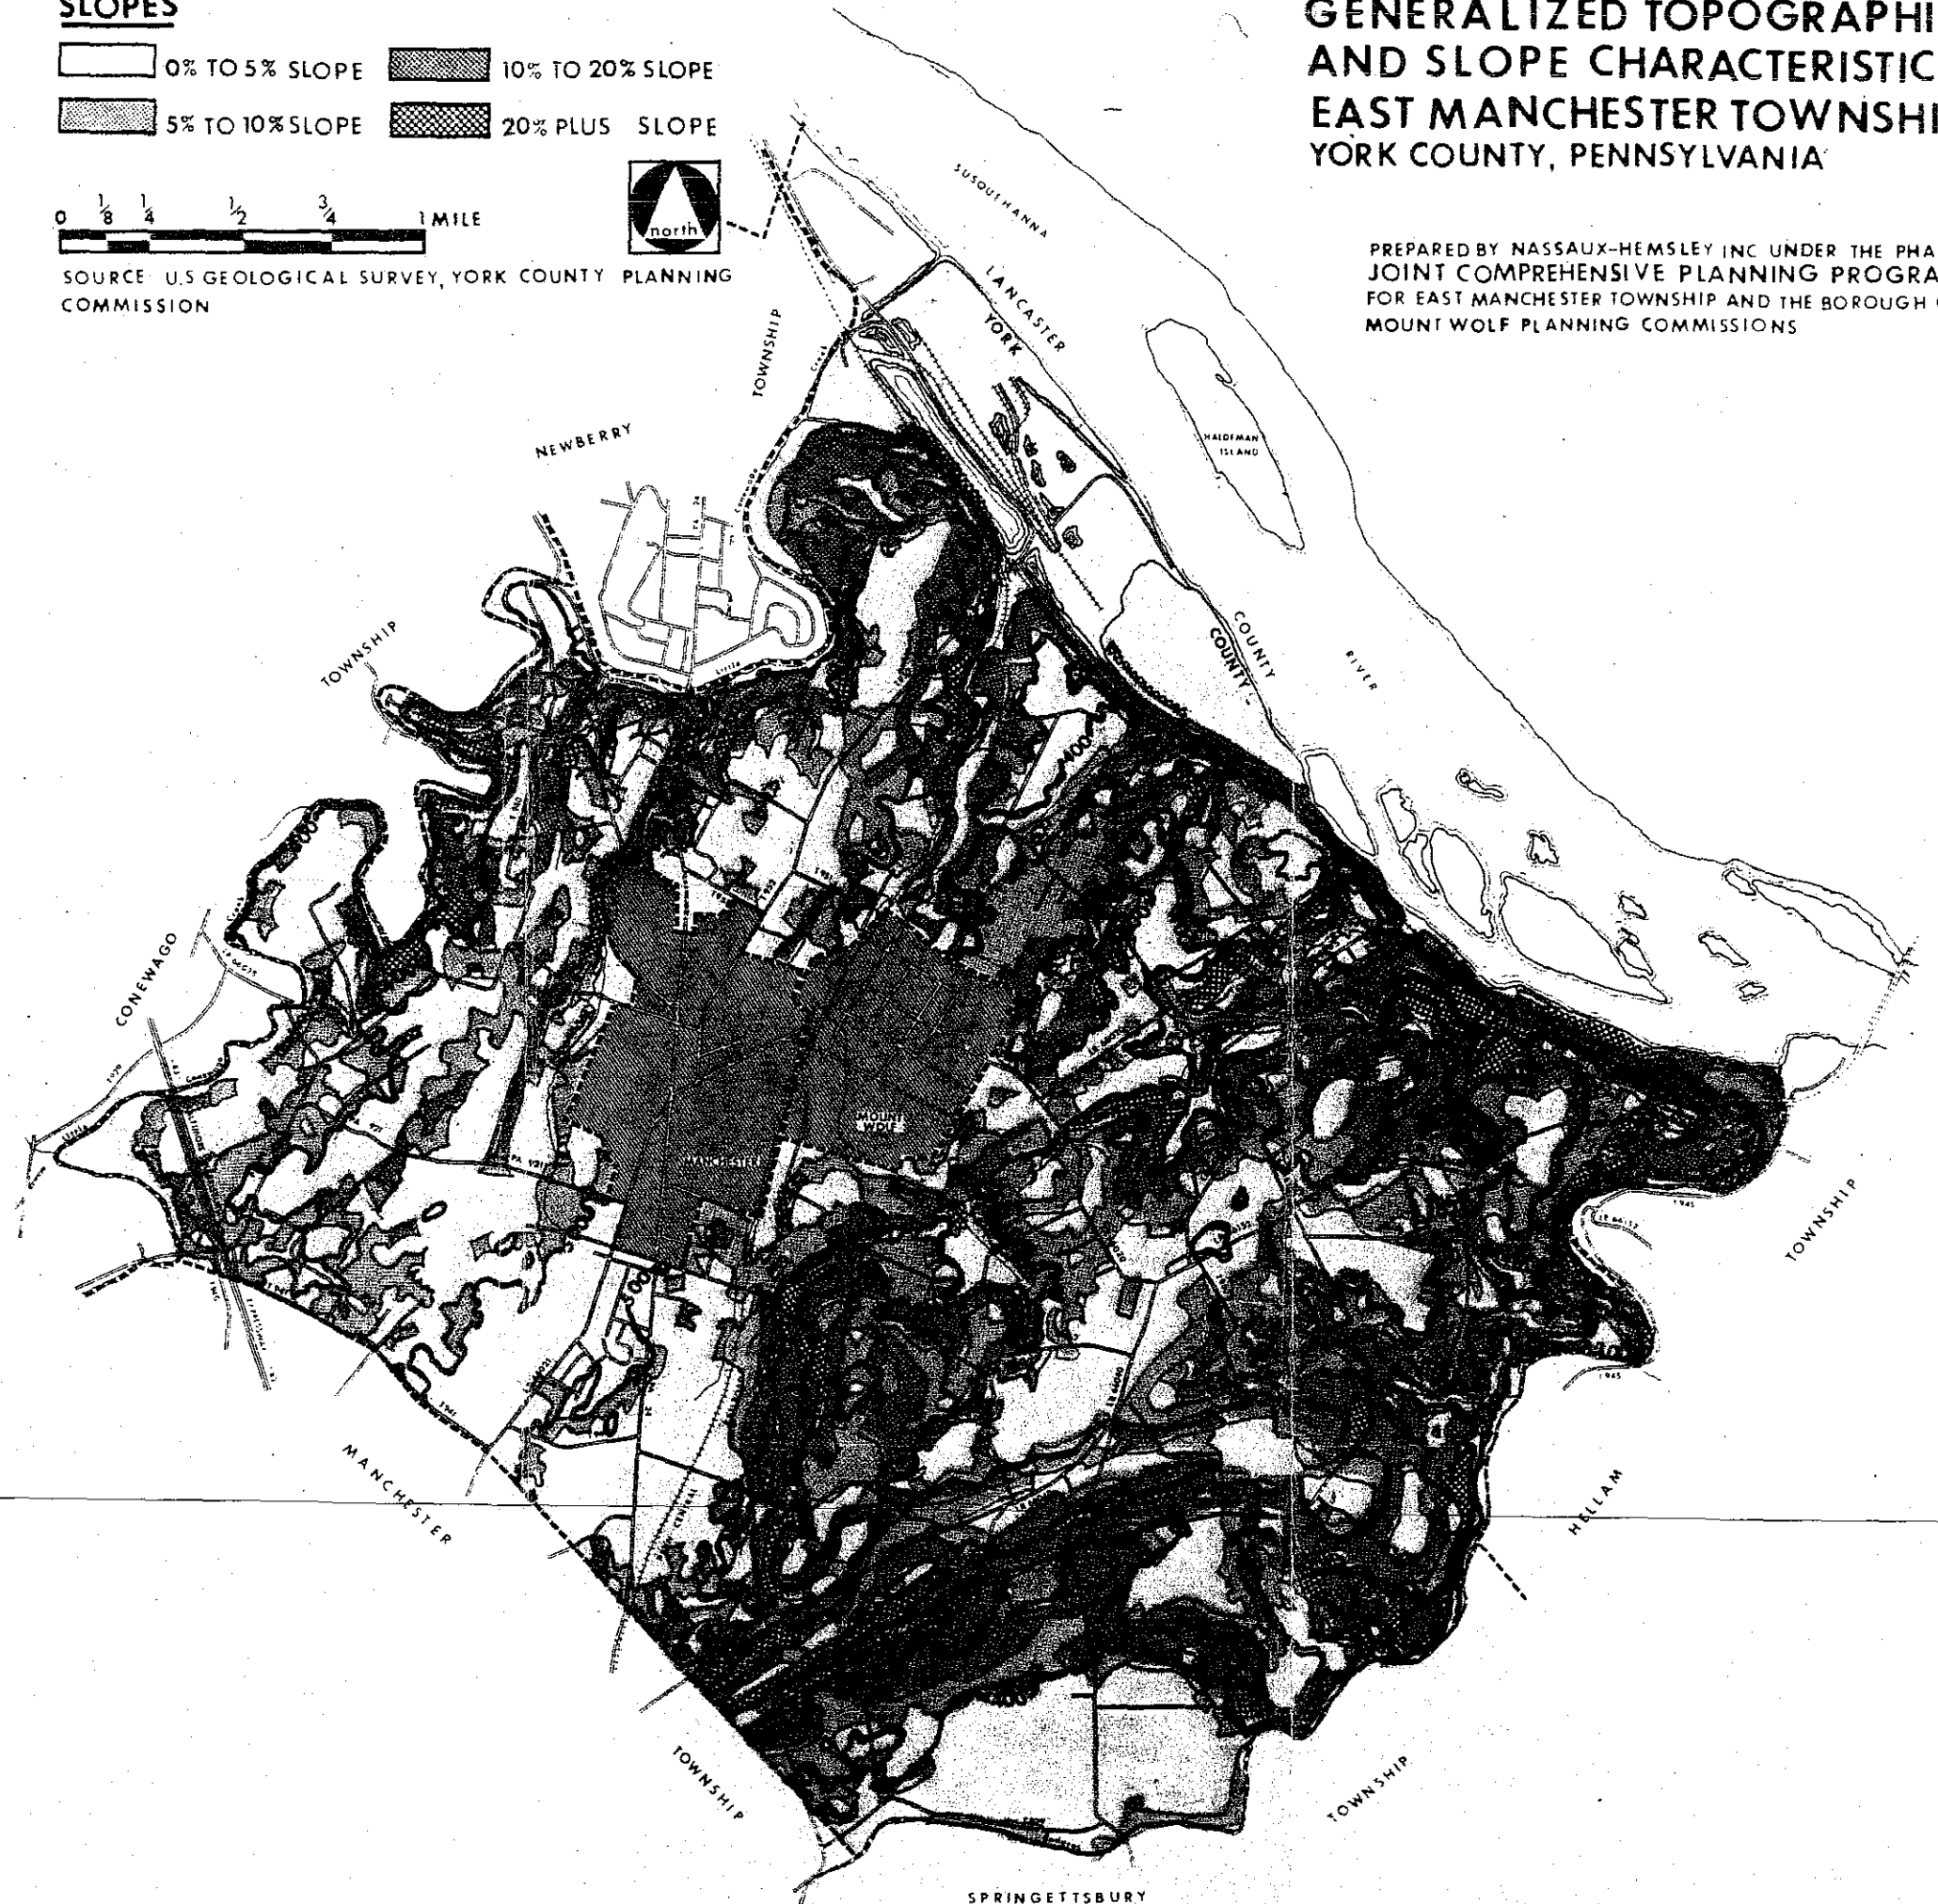 SLOPES
0% TO 5% SLOPE
10% TO 20% SLOPE
5% TO 10% SLOPE
20% PLUS SLOPE
0 1/8 1/4 1/2 3/4 1 MILE
north
SOURCE: U.S GEOLOGICAL SURVEY, YORK COUNTY PLANNING
COMMISSION
GENERALIZED TOPOGRAPHI
AND SLOPE CHARACTERISTIC
EAST MANCHESTER TOWNSHI
YORK COUNTY, PENNSYLVANIA
PREPARED BY NASSAUX-HEMSLEY INC UNDER THE PHA
JOINT COMPREHENSIVE PLANNING PROGRA
FOR EAST MANCHESTER TOWNSHIP AND THE BOROUGH
MOUNT WOLF PLANNING COMMISSIONS
SUSQUEHANNA
LANCASTER
YORK
TOWNSHIP
NEWBERRY
HALDEMAN
ISLAND
TOWNSHIP
COUNTY
COUNTY
RIVER
400
CONEWAGO
MOUNT
WOLF
MANCHESTER
TOWNSHIP
MANCHESTER
CENTRAL
HELLAM
400
TOWNSHIP
TOWNSHIP
SPRINGETTSBURY